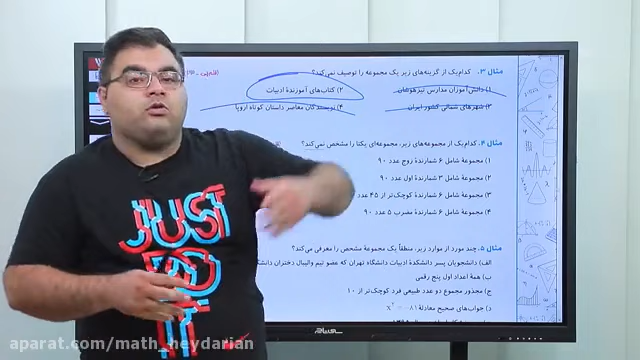 مثال ۳. کدام‌یک از گزینه‌های زیر یک مجموعه را توصیف نمی‌کند؟
۱) دانش‌آموزان مدارس تیزهوشان
۲) کتاب‌های آموزندهٔ ادبیات
۳) شهرهای شمالی کشور ایران
۴) نویسندگان معاصر داستان کوتاه اروپا
مثال ۴. کدام‌یک از مجموعه‌های زیر، مجموعه‌ای یکتا را مشخص نمی‌کند؟
۱) مجموعهٔ شامل ۶ شمارندهٔ زوج عدد ۹۰
۲) مجموعهٔ شامل ۳ شمارندهٔ اول عدد ۹۰
۳) مجموعهٔ شامل ۶ شمارندهٔ کوچک‌تر از ۴۵ عدد
۴) مجموعهٔ شامل ۶ شمارندهٔ مضرب ۵ عدد ۹۰
مثال ۵. چند مورد از موارد زیر، منطقاً یک مجموعهٔ مشخص را معرفی می‌کند؟
الف) دانشجویان پسر دانشکدهٔ ادبیات دانشگاه تهران که عضو تیم والیبال دختران دانشگاه
ب) همهٔ اعداد اول پنج رقمی
ج) مجذور مجموع دو عدد طبیعی فرد کوچک‌تر از ۱۰
د) جواب‌های صحیح معادلهٔ x² = −۸۱
JUST
DO
IT
aparat.com/math_heydarian